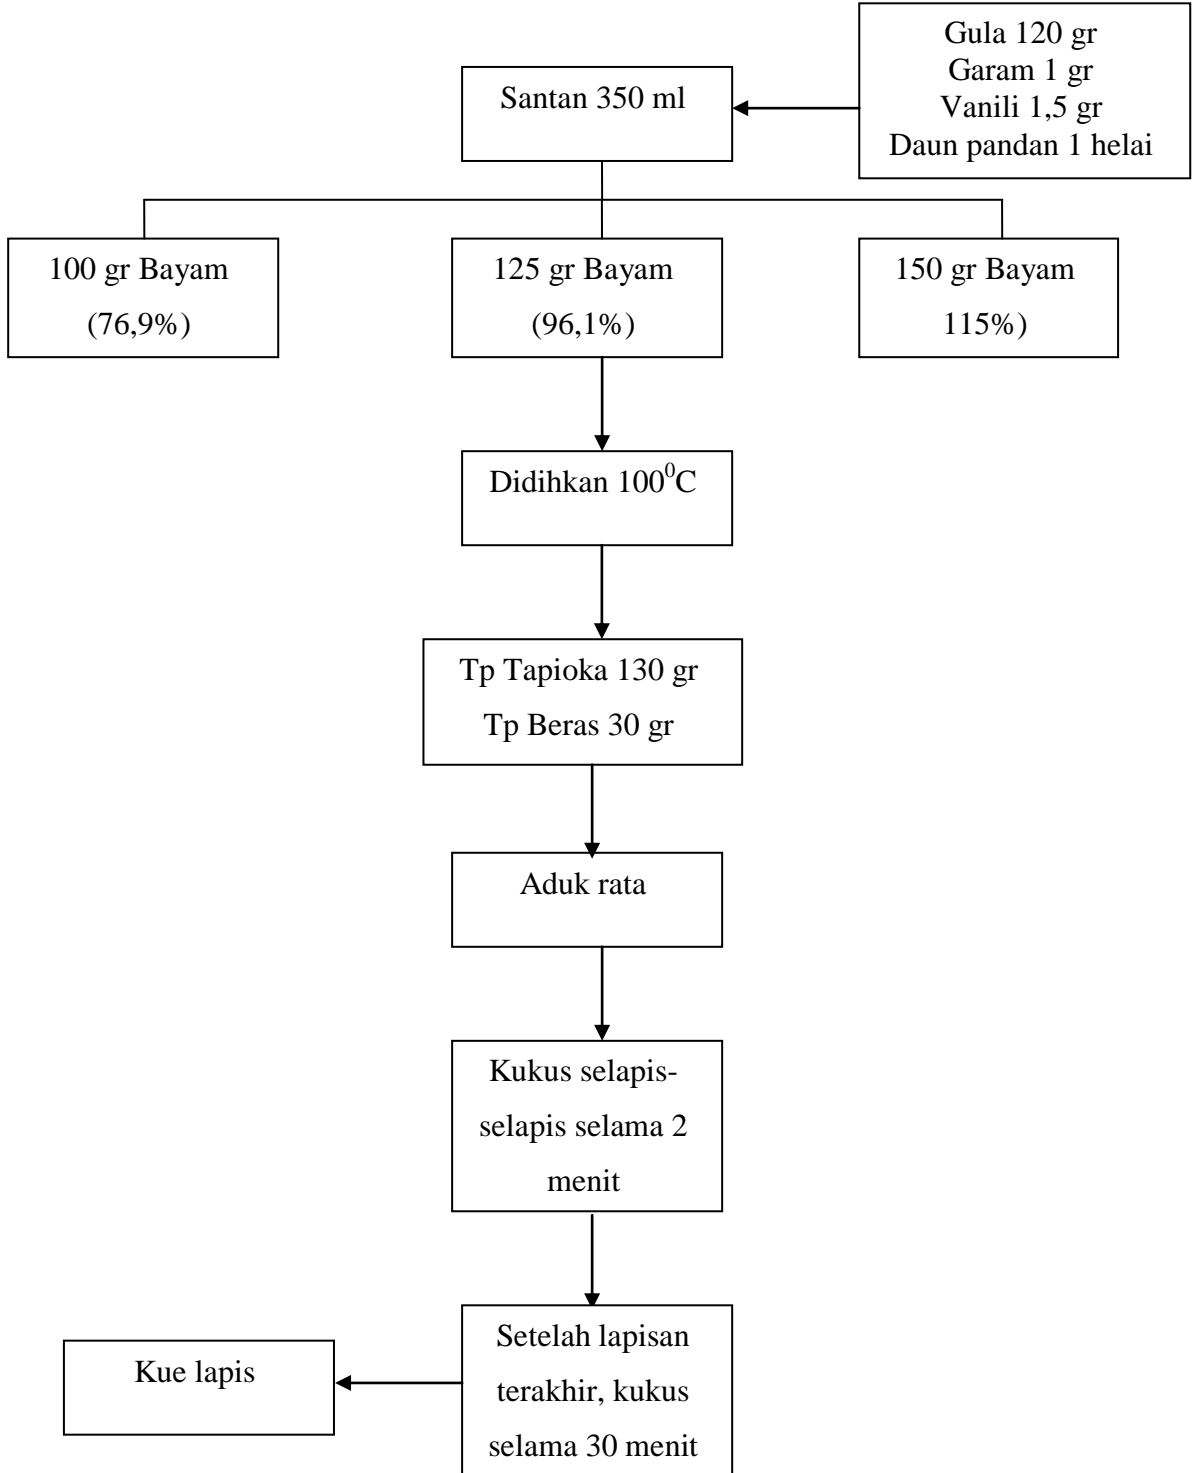 Gula 120 gr
Garam 1 gr
Vanili 1,5 gr
Daun pandan 1 helai
Santan 350 ml
100 gr Bayam
(76,9%)
125 gr Bayam
(96,1%)
150 gr Bayam
115%)
Didihkan 100⁰C
Tp Tapioka 130 gr
Tp Beras 30 gr
Aduk rata
Kukus selapis-
selapis selama 2
menit
Setelah lapisan
terakhir, kukus
selama 30 menit
Kue lapis